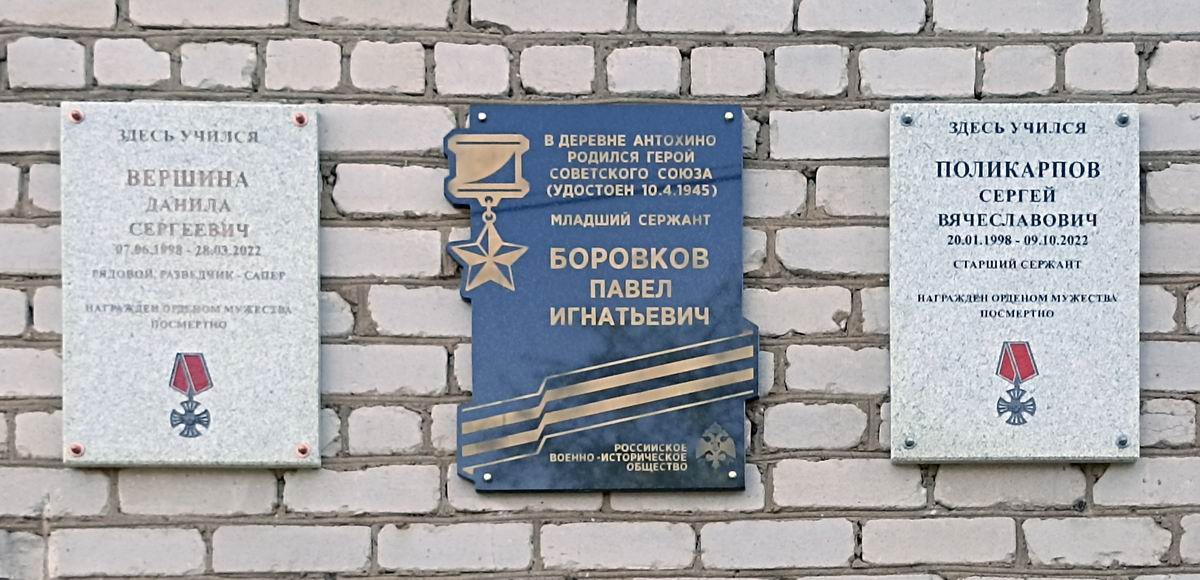 ЗДЕСЬ УЧИЛСЯ
ВЕРШИНА
ДАНИЛА
СЕРГЕЕВИЧ
07.06.1998 - 28.03.2022
РЯДОВОЙ, РАЗВЕДЧИК - САПЕР
НАГРАЖДЕН ОРДЕНОМ МУЖЕСТВА
ПОСМЕРТНО
В ДЕРЕВНЕ АНТОХИНО
РОДИЛСЯ ГЕРОЙ
СОВЕТСКОГО СОЮЗА
(УДОСТОЕН 10.4.1945)
МЛАДШИЙ СЕРЖАНТ
БОРОВКОВ
ПАВЕЛ
ИГНАТЬЕВИЧ
РОССИЙСКОЕ
ВОЕННО-ИСТОРИЧЕСКОЕ
ОБЩЕСТВО
ЗДЕСЬ УЧИЛСЯ
ПОЛИКАРПОВ
СЕРГЕЙ
ВЯЧЕСЛАВОВИЧ
20.01.1998 - 09.10.2022
СТАРШИЙ СЕРЖАНТ
НАГРАЖДЕН ОРДЕНОМ МУЖЕСТВА
ПОСМЕРТНО